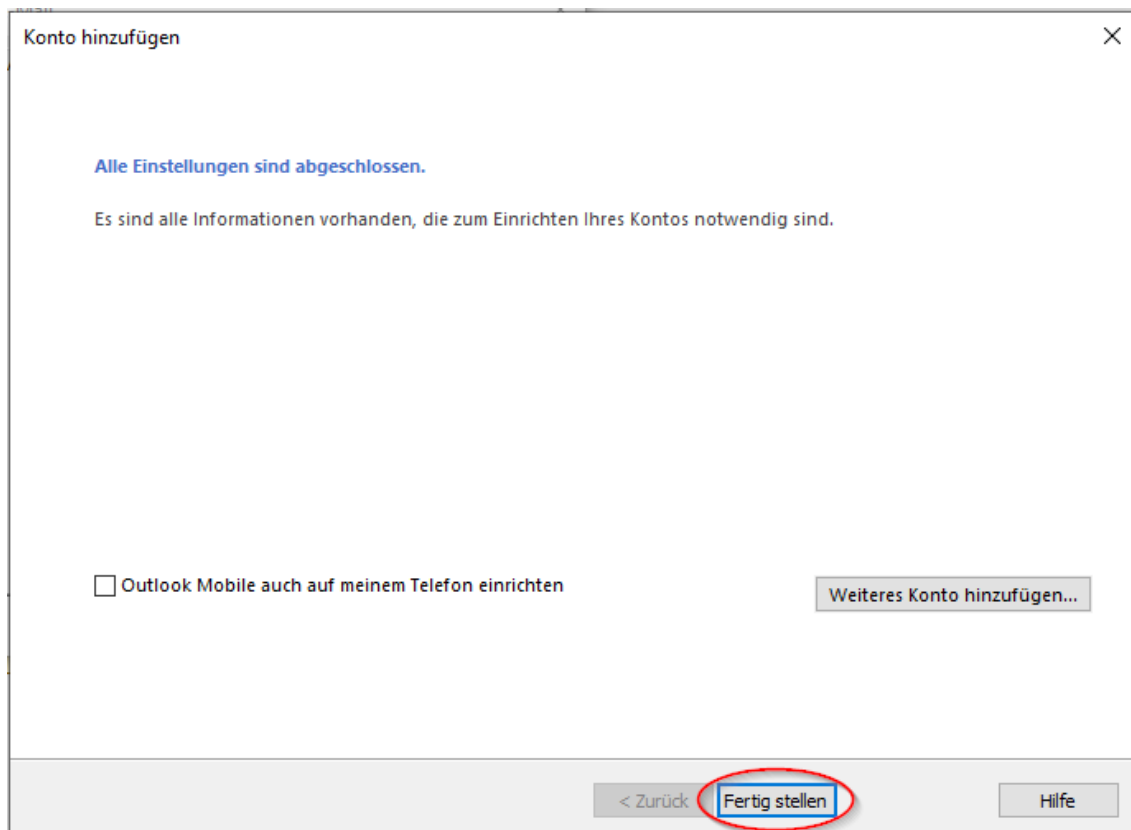 Konto hinzufügen
Alle Einstellungen sind abgeschlossen.
Es sind alle Informationen vorhanden, die zum Einrichten Ihres Kontos notwendig sind.
Outlook Mobile auch auf meinem Telefon einrichten
Weiteres Konto hinzufügen...
< Zurück
Fertig stellen
Hilfe